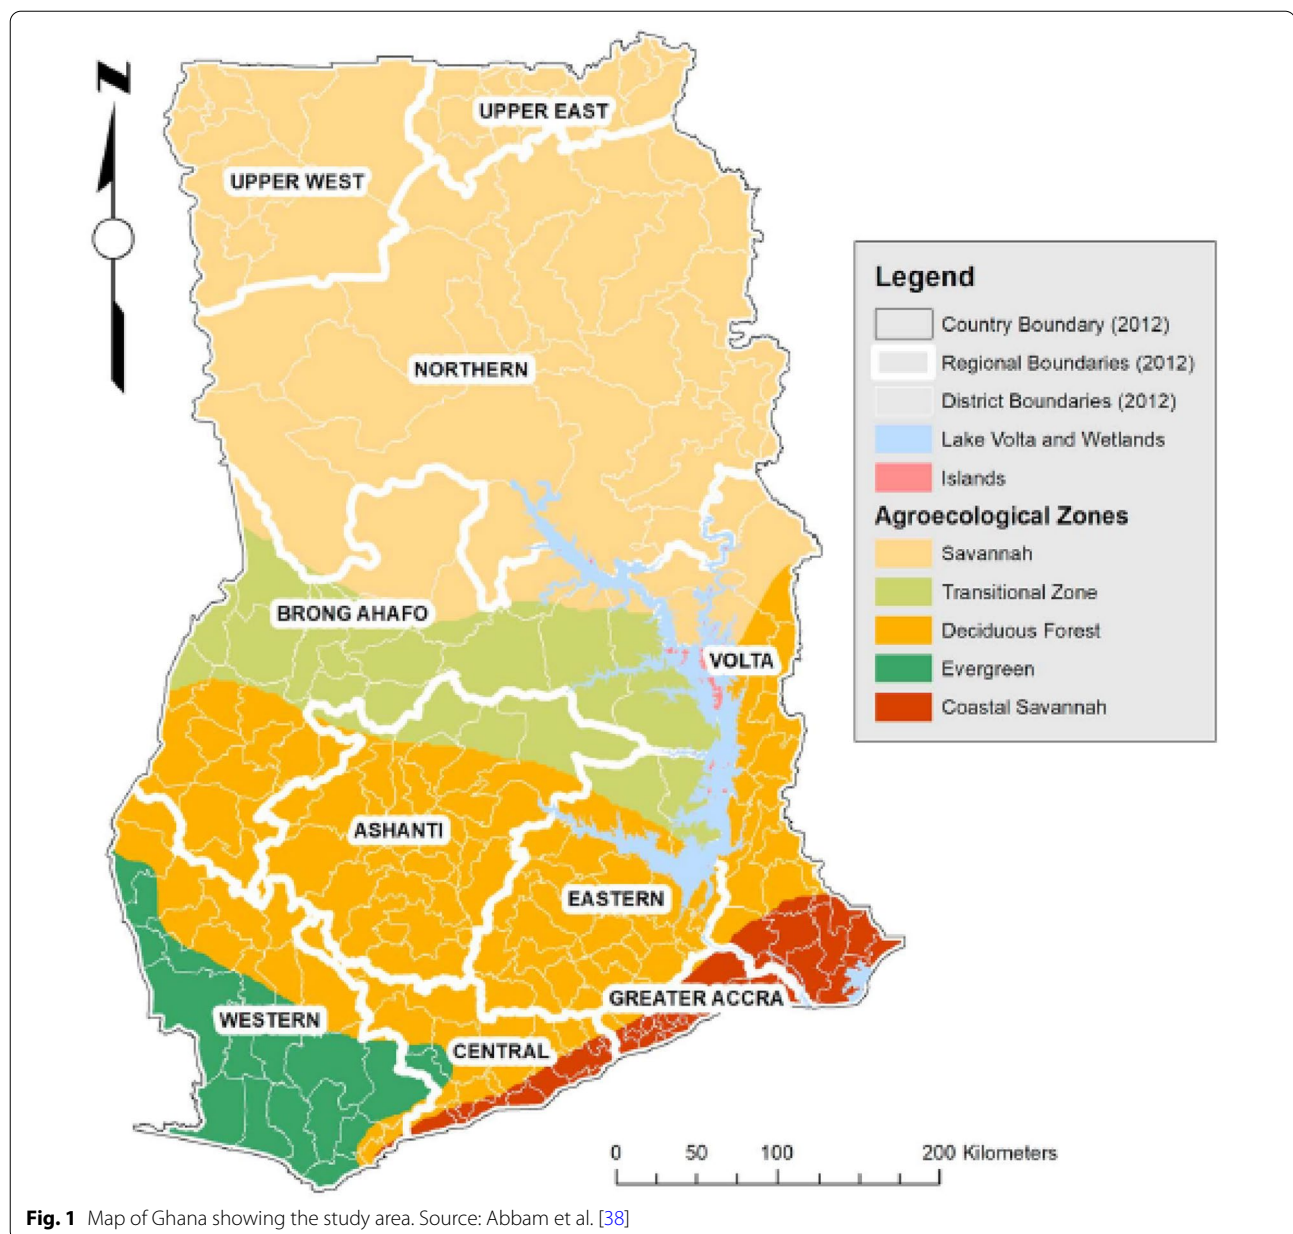 N
UPPER EAST
UPPER WEST
NORTHERN
BRONG AHAFO
VOLTA
ASHANTI
EASTERN
GREATER ACCRA
WESTERN
CENTRAL
Legend
Country Boundary (2012)
Regional Boundaries (2012)
District Boundaries (2012)
Lake Volta and Wetlands
Islands
Agroecological Zones
Savannah
Transitional Zone
Deciduous Forest
Evergreen
Coastal Savannah
0 50 100 200 Kilometers
Fig. 1 Map of Ghana showing the study area. Source: Abbam et al. [38]